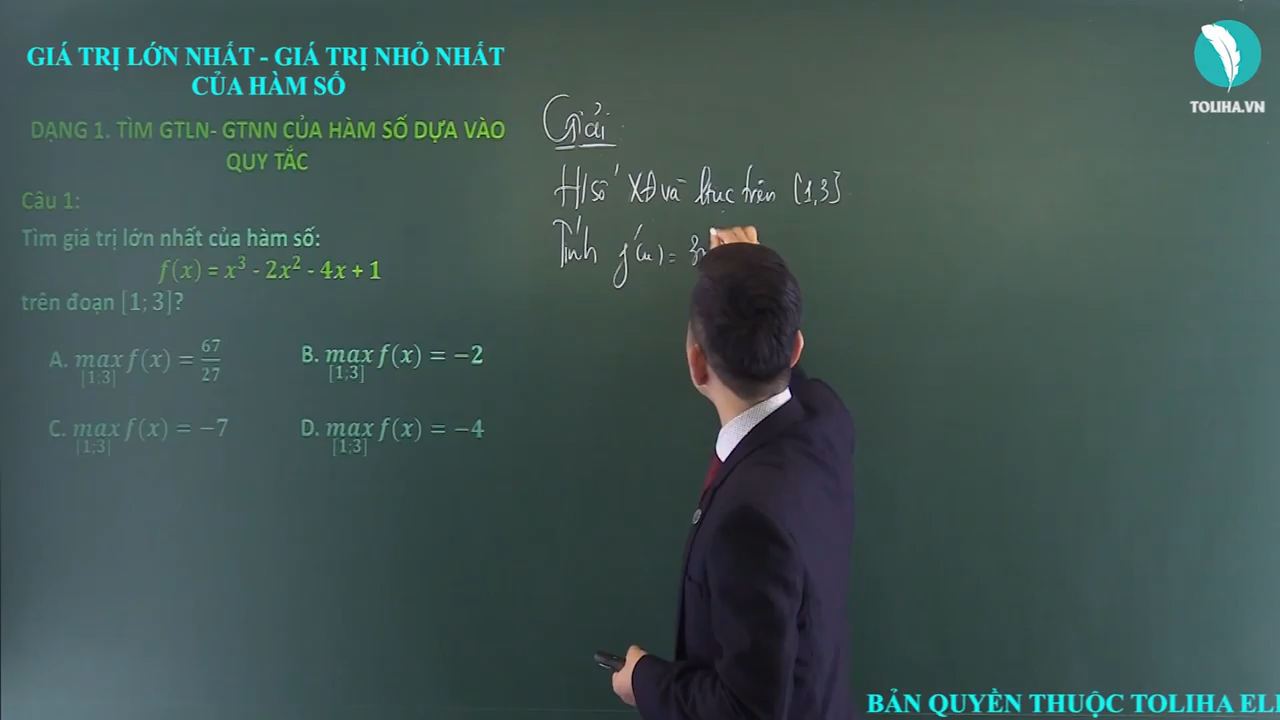 GIÁ TRỊ LỚN NHẤT - GIÁ TRỊ NHỎ NHẤT
CỦA HÀM SỐ
DẠNG 1. TÌM GTLN- GTNN CỦA HÀM SỐ DỰA VÀO
QUY TẮC
Câu 1:
Tìm giá trị lớn nhất của hàm số:
f(x) = x³ - 2x² - 4x + 1
trên đoạn [1; 3]?
A. max f(x) = 67/27
[1;3]
B. max f(x) = −2
[1;3]
C. max f(x) = −7
[1;3]
D. max f(x) = −4
[1;3]
Giải
H/số XĐ và ltục trên [1,3]
Tính f'(x) = 3x
TOLIHA.VN
BẢN QUYỀN THUỘC TOLIHA